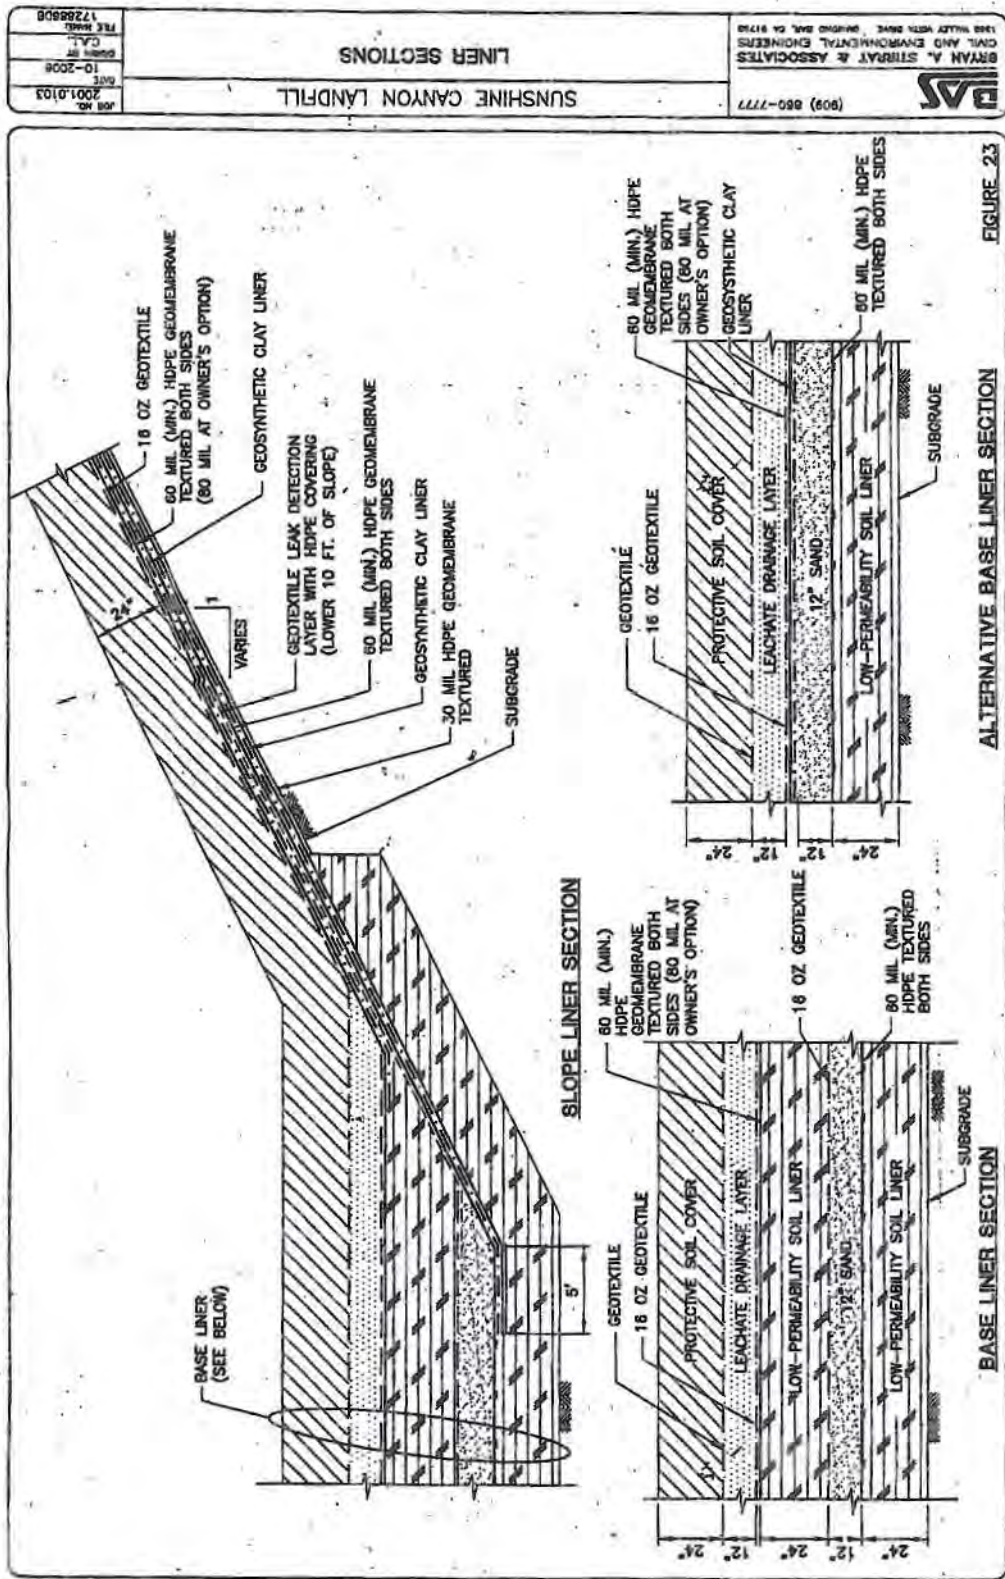 BAS
(909) 860-7777
BRYAN A. STIRRAT & ASSOCIATES
CIVIL AND ENVIRONMENTAL ENGINEERS
SUNSHINE CANYON LANDFILL
LINER SECTIONS
JOB NO.
2001.0103
DATE
10-2006
DRAWN BY
C.A.L.
FILE NAME:
BASE LINER
(SEE BELOW)
24"
1
VARIES
5'
16 OZ GEOTEXTILE
60 MIL (MIN.) HDPE GEOMEMBRANE
TEXTURED BOTH SIDES
(80 MIL AT OWNER'S OPTION)
GEOSYNTHETIC CLAY LINER
GEOTEXTILE LEAK DETECTION
LAYER WITH HDPE COVERING
(LOWER 10 FT. OF SLOPE)
60 MIL (MIN.) HDPE GEOMEMBRANE
TEXTURED BOTH SIDES
GEOSYNTHETIC CLAY LINER
30 MIL HDPE GEOMEMBRANE
TEXTURED
SUBGRADE
SLOPE LINER SECTION
GEOTEXTILE
16 OZ GEOTEXTILE
60 MIL (MIN.)
HDPE
GEOMEMBRANE
TEXTURED BOTH
SIDES (80 MIL AT
OWNER'S OPTION)
24"
12"
24"
12"
24"
PROTECTIVE SOIL COVER
LEACHATE DRAINAGE LAYER
LOW-PERMEABILITY SOIL LINER
12" SAND
LOW-PERMEABILITY SOIL LINER
16 OZ GEOTEXTILE
60 MIL (MIN.)
HDPE TEXTURED
BOTH SIDES
SUBGRADE
BASE LINER SECTION
GEOTEXTILE
16 OZ GEOTEXTILE
60 MIL (MIN.) HDPE
GEOMEMBRANE
TEXTURED BOTH
SIDES (80 MIL AT
OWNER'S OPTION)
GEOSYNTHETIC CLAY
LINER
24"
12"
12"
24"
PROTECTIVE SOIL COVER
LEACHATE DRAINAGE LAYER
12" SAND
LOW-PERMEABILITY SOIL LINER
60 MIL (MIN.) HDPE
TEXTURED BOTH SIDES
SUBGRADE
ALTERNATIVE BASE LINER SECTION
FIGURE 23